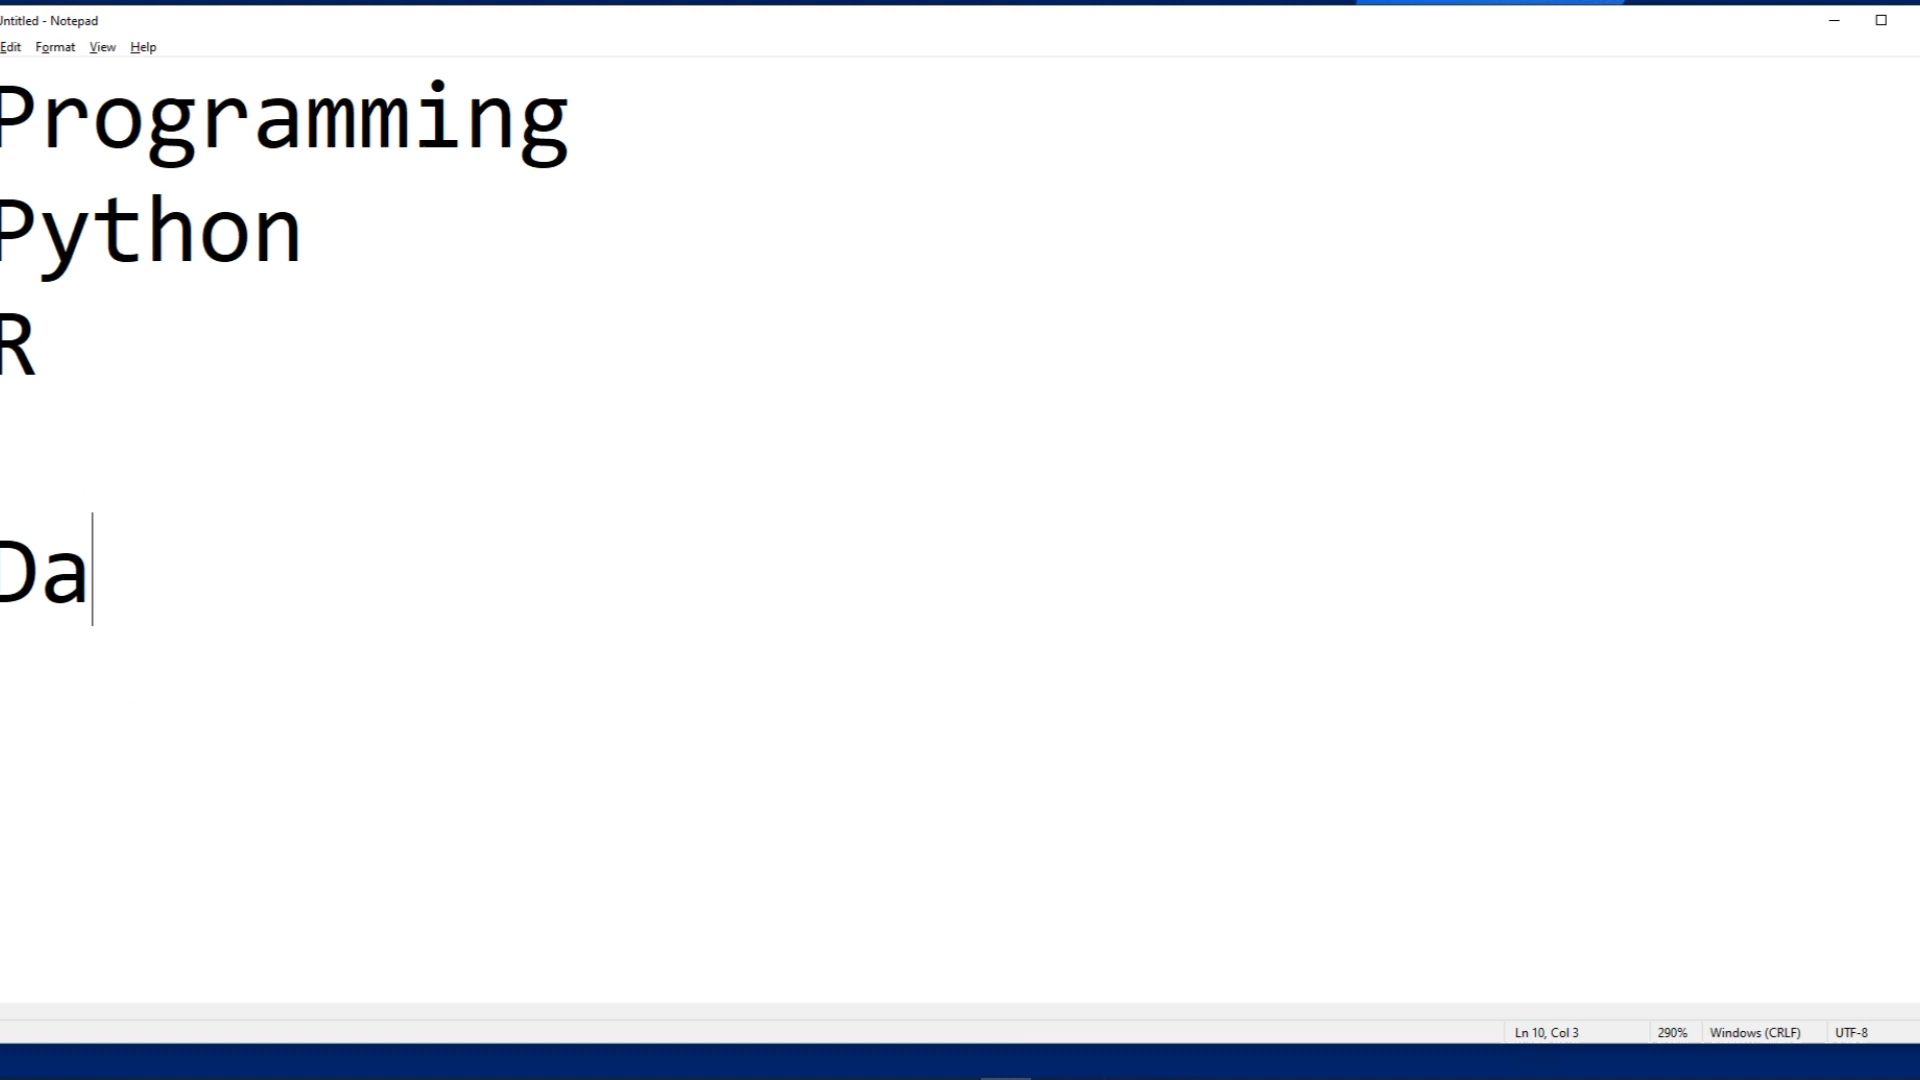 Untitled - Notepad
Edit Format View Help
Programming
Python
R
Da
Ln 10, Col 3 290% Windows (CRLF) UTF-8